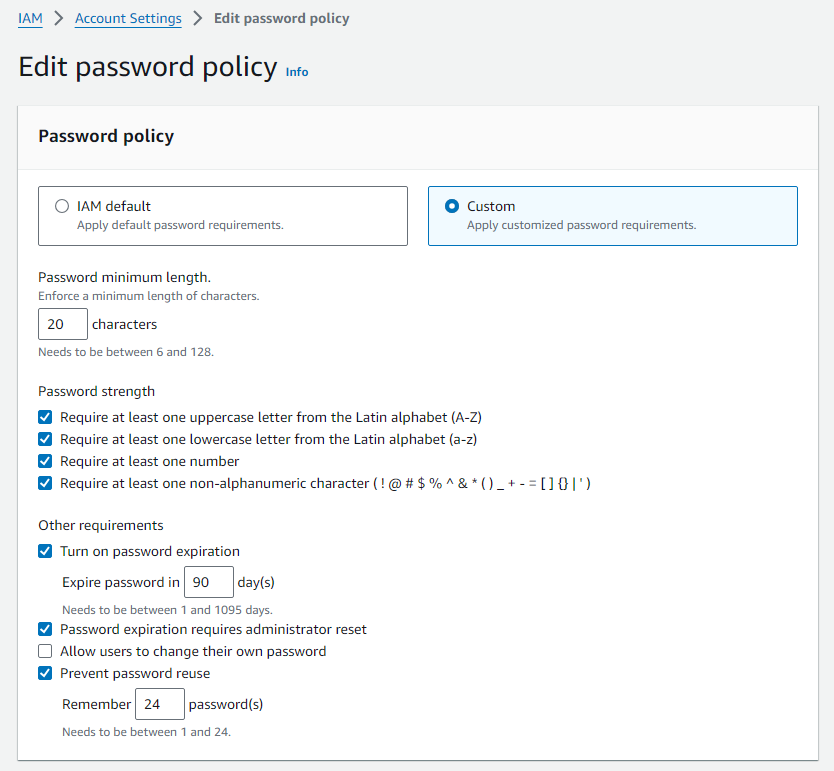 IAM > Account Settings > Edit password policy
Edit password policy Info
Password policy
IAM default
Apply default password requirements.
Custom
Apply customized password requirements.
Password minimum length.
Enforce a minimum length of characters.
20 characters
Needs to be between 6 and 128.
Password strength
Require at least one uppercase letter from the Latin alphabet (A-Z)
Require at least one lowercase letter from the Latin alphabet (a-z)
Require at least one number
Require at least one non-alphanumeric character ( ! @ # $ % ^ & * ( ) _ + - = [ ] {} | ' )
Other requirements
Turn on password expiration
Expire password in 90 day(s)
Needs to be between 1 and 1095 days.
Password expiration requires administrator reset
Allow users to change their own password
Prevent password reuse
Remember 24 password(s)
Needs to be between 1 and 24.